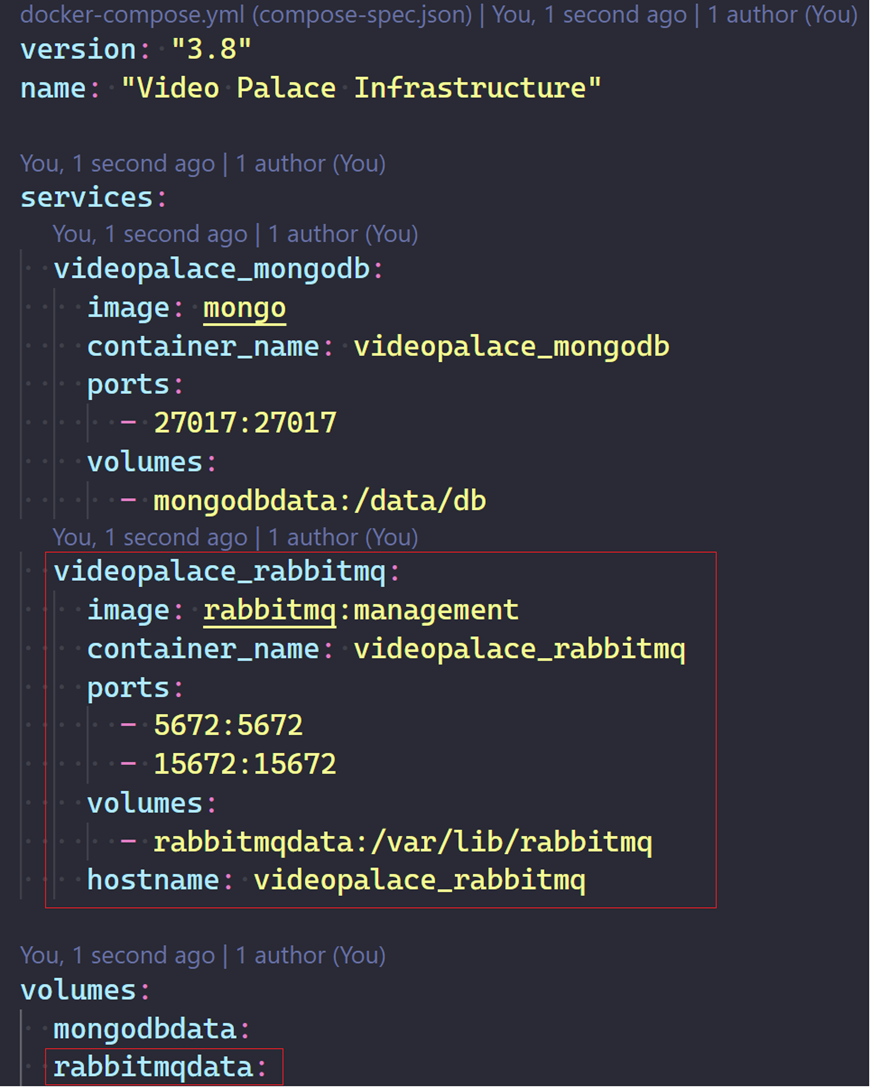 docker-compose.yml (compose-spec.json) | You, 1 second ago | 1 author (You)
version: "3.8"
name: "Video Palace Infrastructure"
You, 1 second ago | 1 author (You)
services:
You, 1 second ago | 1 author (You)
videopalace_mongodb:
image: mongo
container_name: videopalace_mongodb
ports:
- 27017:27017
volumes:
- mongodbdata:/data/db
You, 1 second ago | 1 author (You)
videopalace_rabbitmq:
image: rabbitmq:management
container_name: videopalace_rabbitmq
ports:
- 5672:5672
- 15672:15672
volumes:
- rabbitmqdata:/var/lib/rabbitmq
hostname: videopalace_rabbitmq
You, 1 second ago | 1 author (You)
volumes:
mongodbdata:
rabbitmqdata: